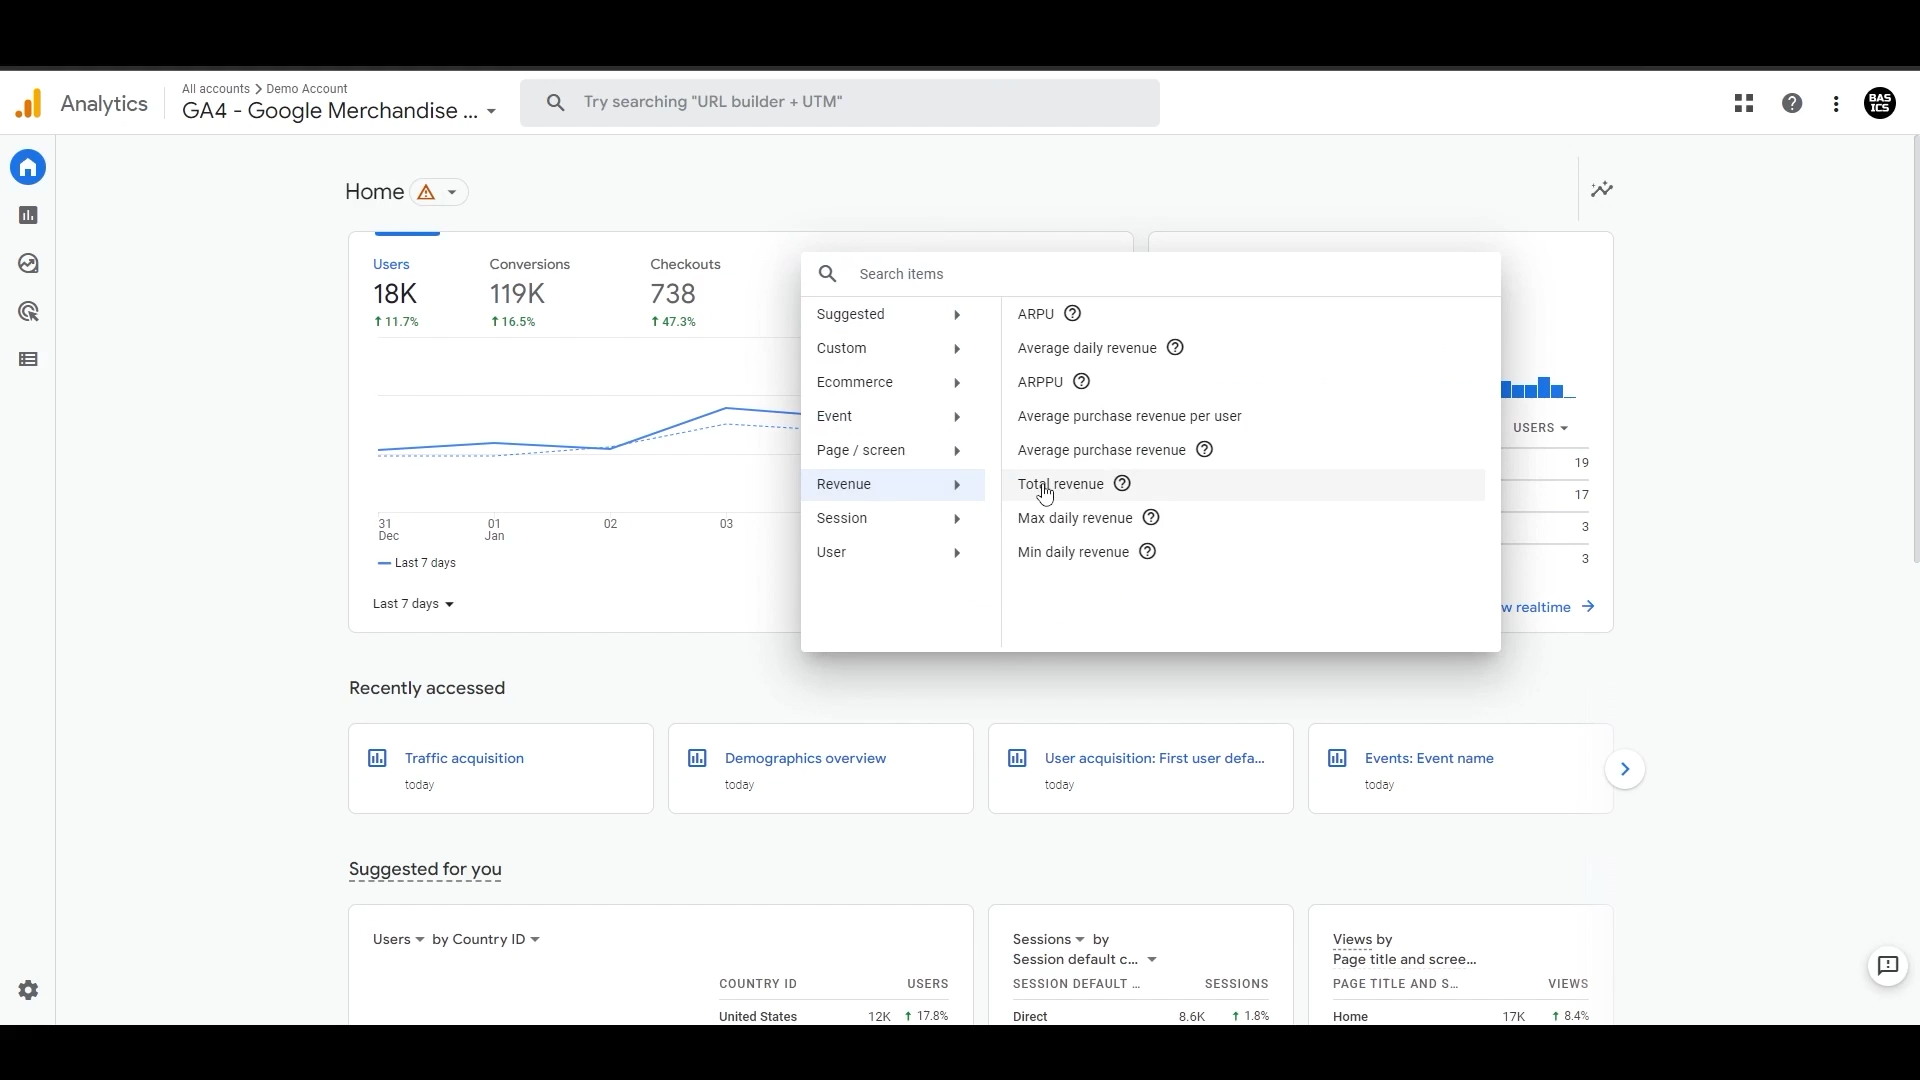 All accounts > Demo Account
Analytics
GA4 - Google Merchandise ...
Try searching "URL builder + UTM"
BAS
ICS
Home
Users
Conversions
Checkouts
18K
119K
738
11.7%
16.5%
47.3%
Search items
Suggested
Custom
Ecommerce
Event
Page / screen
Revenue
Session
User
ARPU
Average daily revenue
ARPPU
Average purchase revenue per user
Average purchase revenue
Total revenue
Max daily revenue
Min daily revenue
31
Dec
01
Jan
02
03
Last 7 days
Last 7 days
USERS
19
17
3
3
w realtime
Recently accessed
Traffic acquisition
today
Demographics overview
today
User acquisition: First user defa...
today
Events: Event name
today
Suggested for you
Users by Country ID
COUNTRY ID USERS
United States 12K 17.8%
Sessions by
Session default c...
SESSION DEFAULT ... SESSIONS
Direct 8.6K 1.8%
Views by
Page title and scree...
PAGE TITLE AND S... VIEWS
Home 17K 8.4%